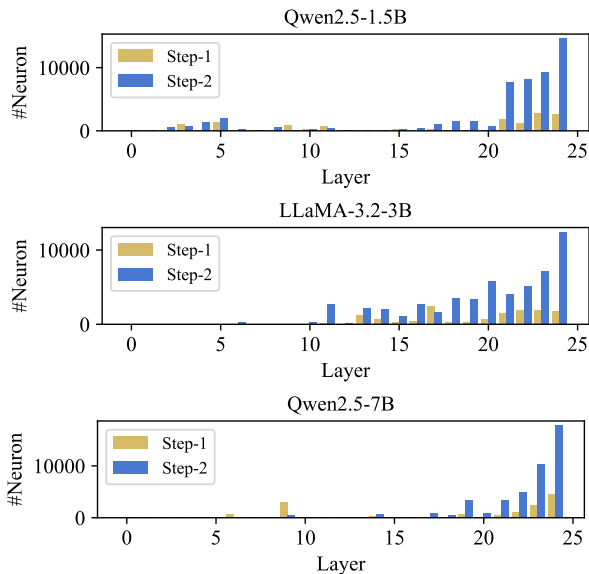 Qwen2.5-1.5B
#Neuron
10000
0
Step-1
Step-2
0 5 10 15 20 25
Layer
LLaMA-3.2-3B
#Neuron
10000
0
Step-1
Step-2
0 5 10 15 20 25
Layer
Qwen2.5-7B
#Neuron
10000
0
Step-1
Step-2
0 5 10 15 20 25
Layer